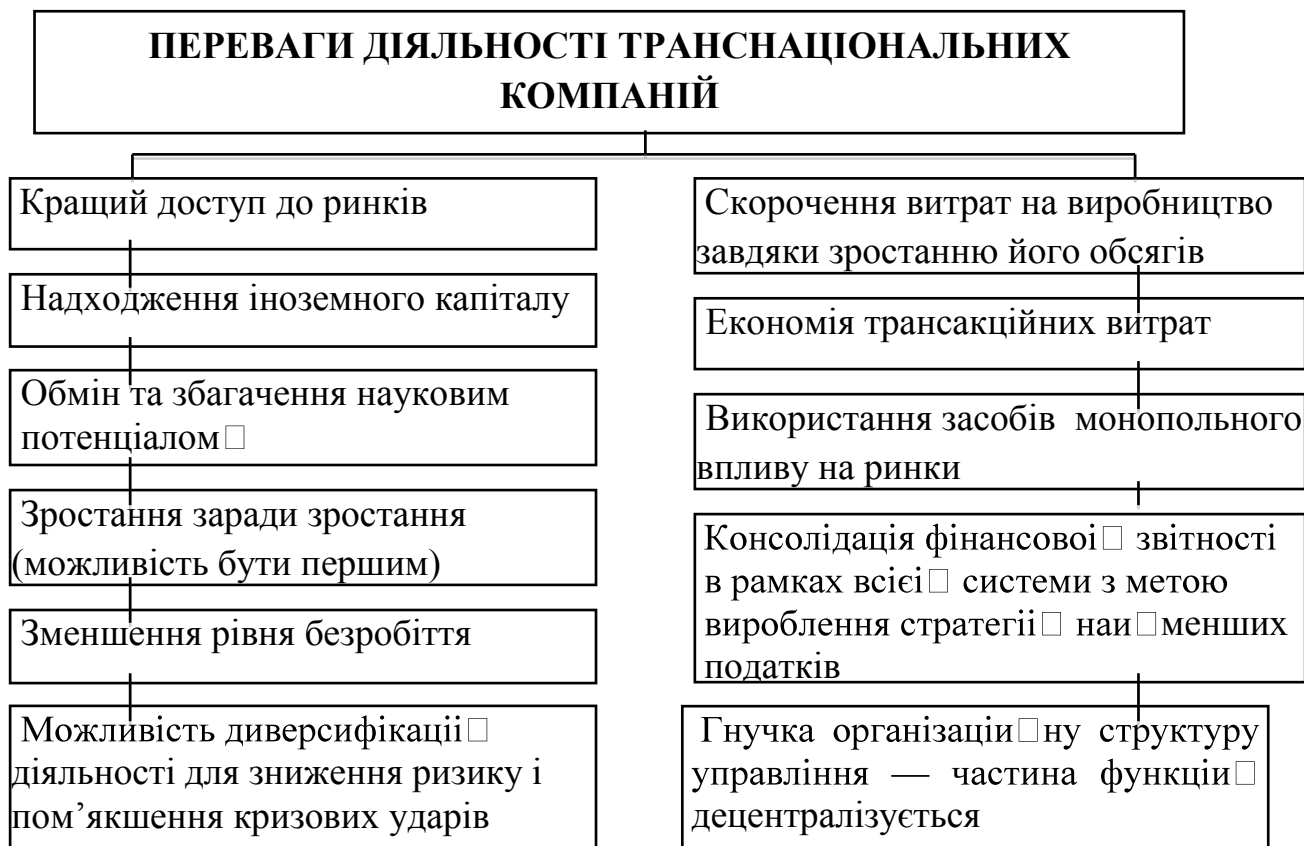 ПЕРЕВАГИ ДІЯЛЬНОСТІ ТРАНСНАЦІОНАЛЬНИХ
КОМПАНІЙ
Кращий доступ до ринків
Надходження іноземного капіталу
Обмін та збагачення науковим
потенціалом□
Зростання заради зростання
(можливість бути першим)
Зменшення рівня безробіття
Можливість диверсифікаціі□
діяльності для зниження ризику і
пом’якшення кризових ударів
Скорочення витрат на виробництво
завдяки зростанню його обсягів
Економія трансакційних витрат
Використання засобів монопольного
впливу на ринки
Консолідація фінансовоі□ звітності
в рамках всієі□ системи з метою
вироблення стратегіі□ наи□менших
податків
Гнучка організаціи□ну структуру
управління — частина функціи□
децентралізується